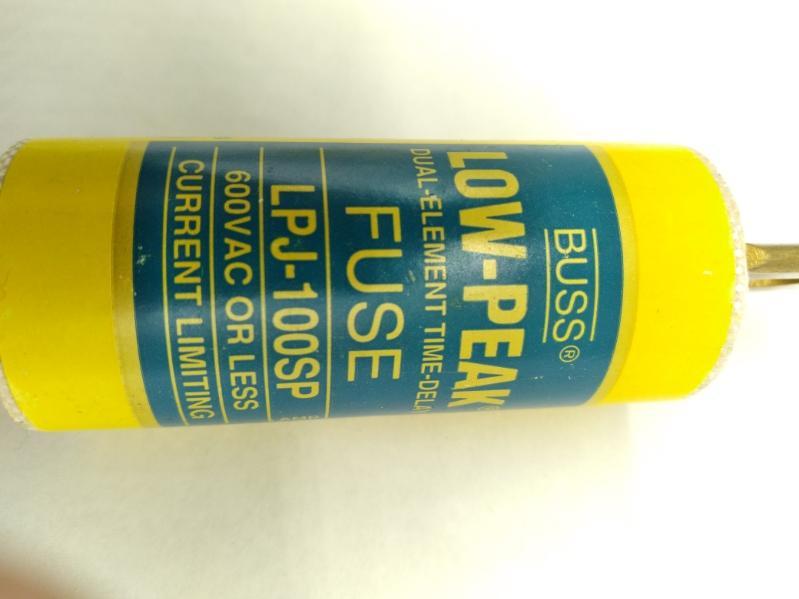 BUSS®
LOW-PEAK®
DUAL-ELEMENT TIME-DELA
FUSE
LPJ-100SP
600VAC OR LESS
CURRENT LIMITING